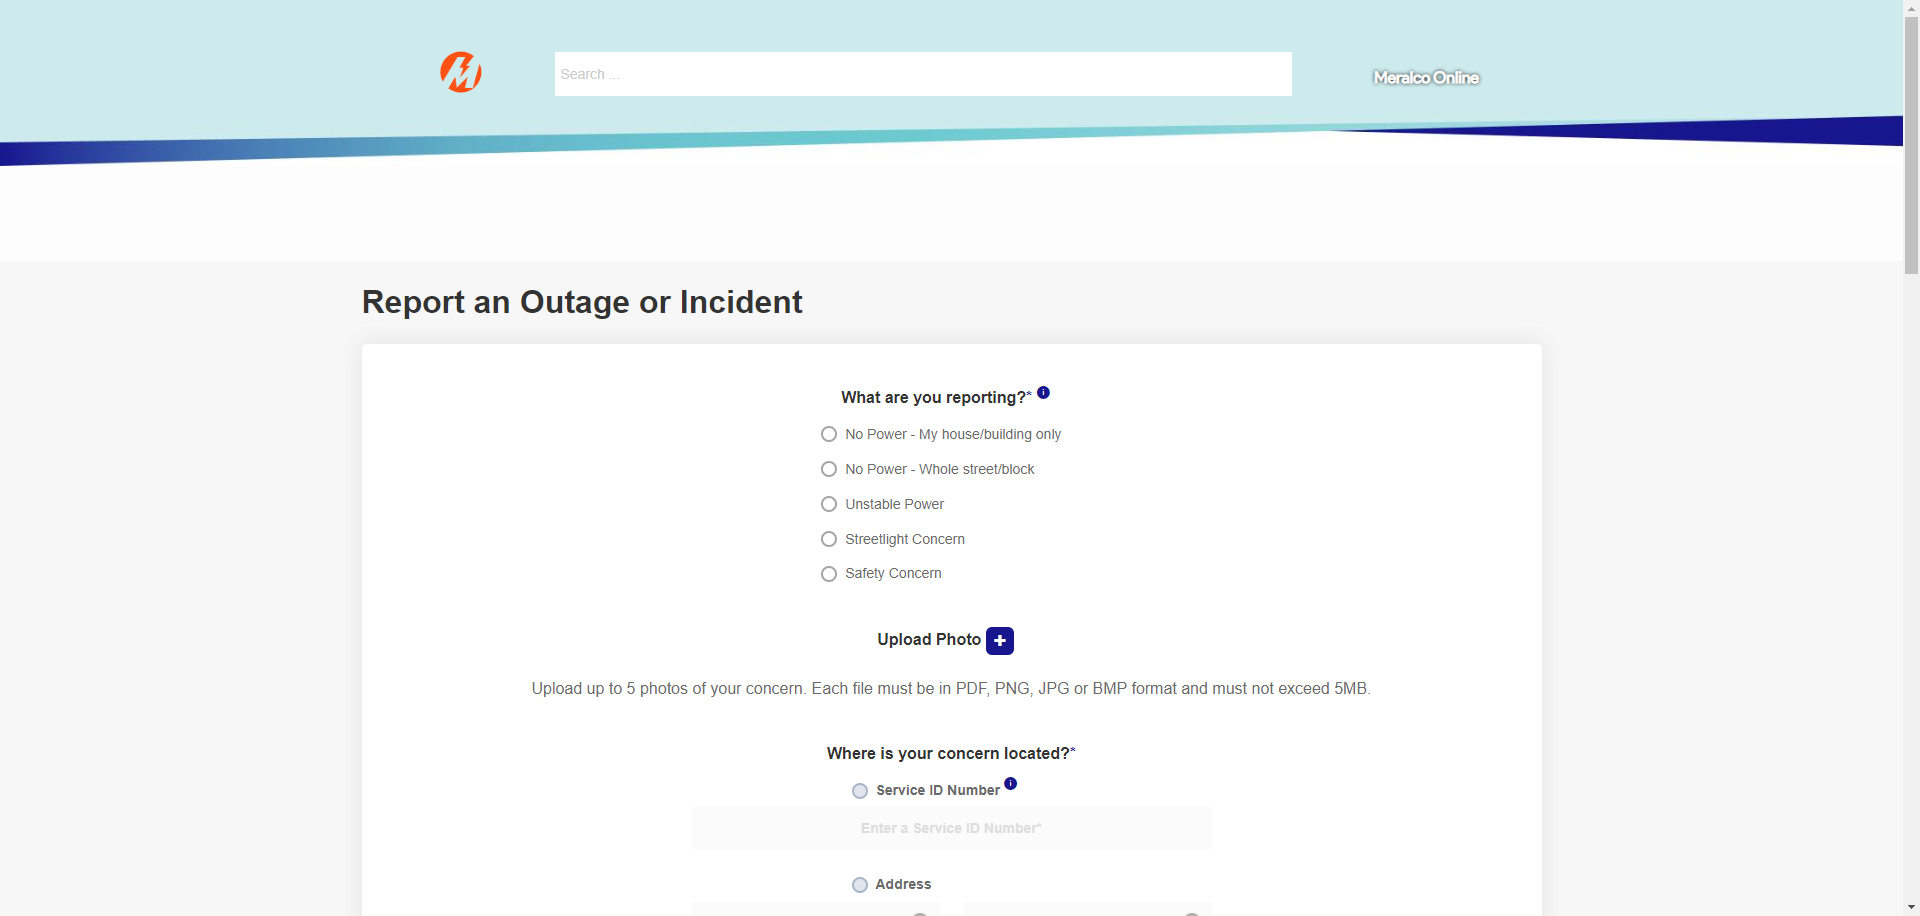 Search ...
Meralco Online
Report an Outage or Incident
What are you reporting?*
No Power - My house/building only
No Power - Whole street/block
Unstable Power
Streetlight Concern
Safety Concern
Upload Photo
Upload up to 5 photos of your concern. Each file must be in PDF, PNG, JPG or BMP format and must not exceed 5MB.
Where is your concern located?*
Service ID Number
Enter a Service ID Number*
Address